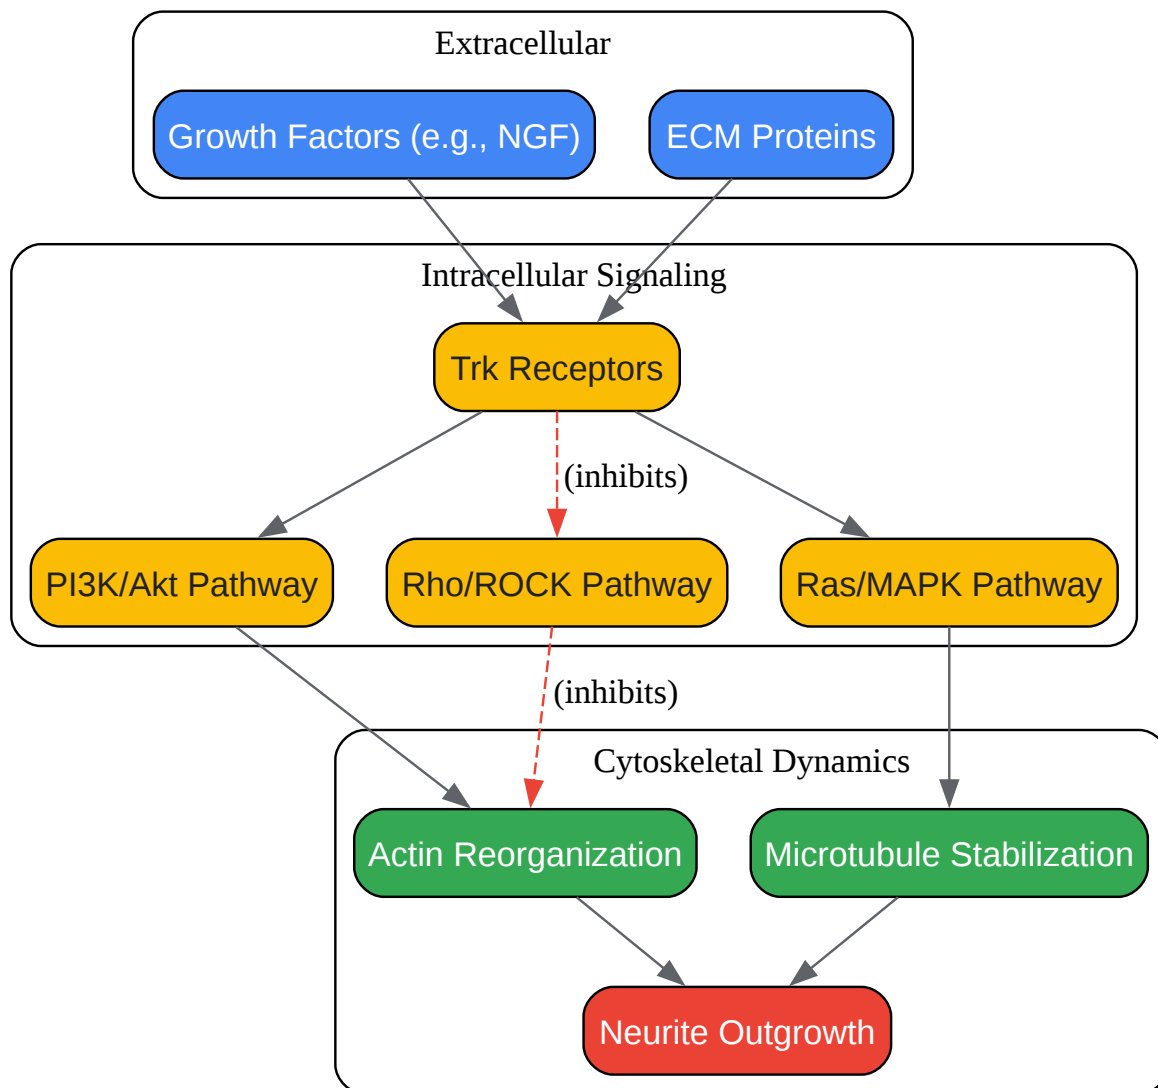 Extracellular
Growth Factors (e.g., NGF)
ECM Proteins
Intracellular Signaling
Trk Receptors
(inhibits)
PI3K/Akt Pathway
Rho/ROCK Pathway
Ras/MAPK Pathway
(inhibits)
Cytoskeletal Dynamics
Actin Reorganization
Microtubule Stabilization
Neurite Outgrowth